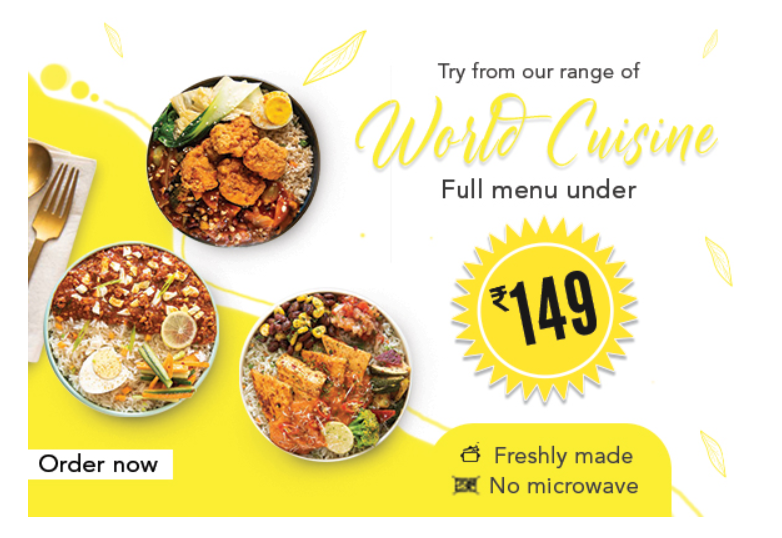 Try from our range of
World Cuisine
Full menu under
₹149
Order now
Freshly made
No microwave